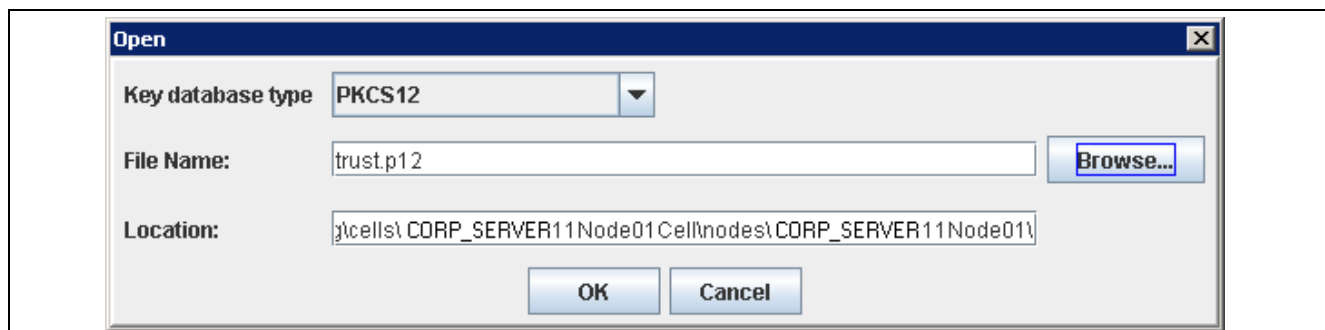 Open
Key database type PKCS12
File Name: trust.p12 Browse...
Location: g\cells\ CORP_SERVER11Node01Cell\nodes\ CORP_SERVER11Node01\
OK Cancel